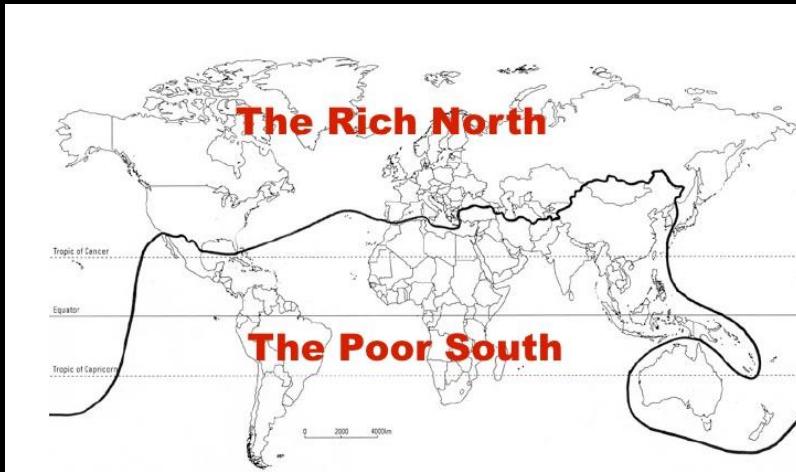 The Rich North
Tropic of Cancer
Equator
The Poor South
Tropic of Capricorn
0 2000 4000km